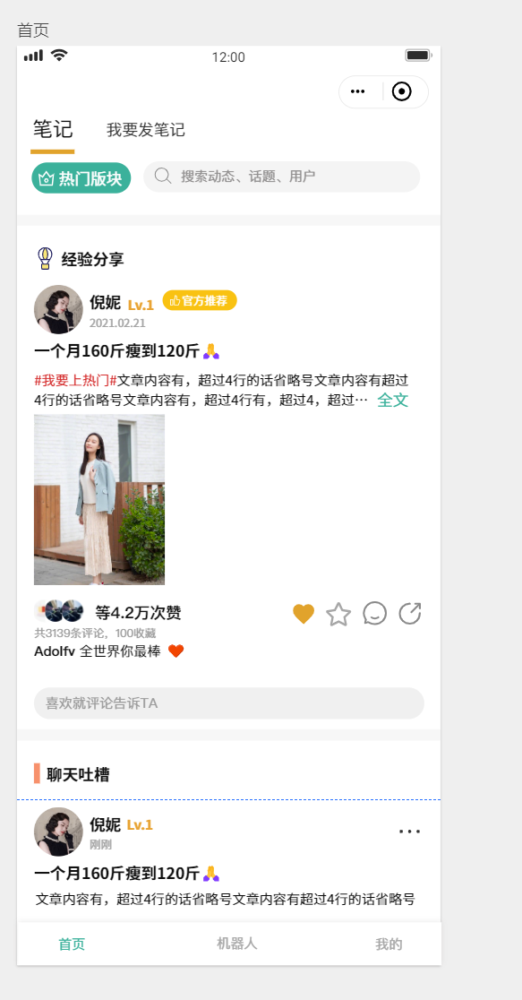 首页
12:00
笔记 我要发笔记
热门版块 搜索动态、话题、用户
经验分享
倪妮 Lv.1 官方推荐
2021.02.21
一个月160斤瘦到120斤🙏
#我要上热门#文章内容有，超过4行的话省略号文章内容有超过
4行的话省略号文章内容有，超过4行有，超过4，超过… 全文
等4.2万次赞
共3139条评论，100收藏
Adolfv 全世界你最棒 ❤️
喜欢就评论告诉TA
聊天吐槽
倪妮 Lv.1
刚刚
一个月160斤瘦到120斤🙏
文章内容有，超过4行的话省略号文章内容有超过4行的话省略号
首页 机器人 我的